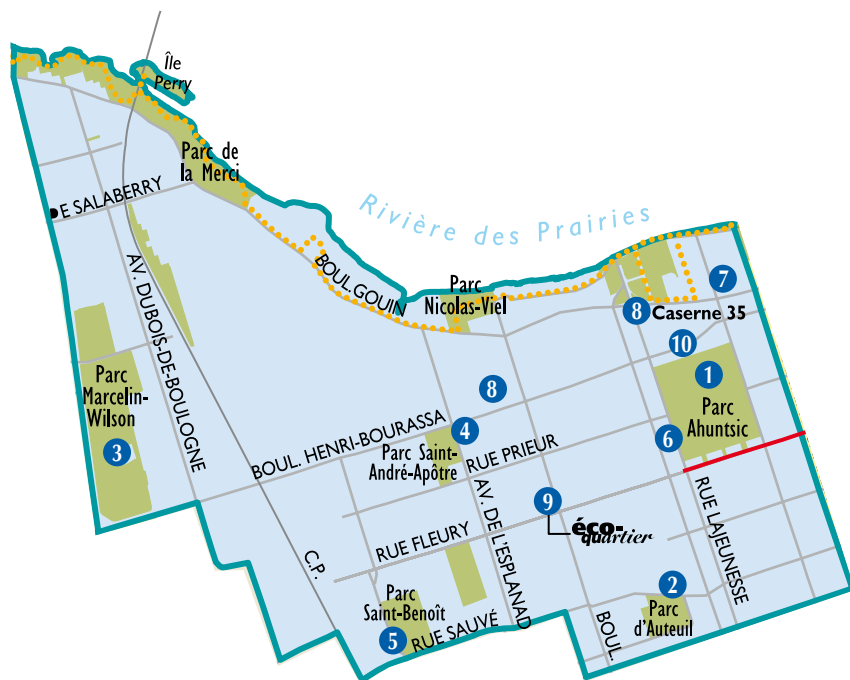 Île
Perry
Parc de
la Merci
E SALABERRY
Rivière des Prairies
AV. DUBOIS-DE-BOULOGNE
BOUL.GOUIN
Parc
Nicolas-Viel
7
8
Caserne 35
10
1
Parc
Ahuntsic
Parc
Marcelin-
Wilson
3
8
BOUL. HENRI-BOURASSA
4
Parc Saint-
André-Apôtre
RUE PRIEUR
6
9
éco-
quartier
RUE FLEURY
AV. DE L'ESPLANAD
RUE LAJEUNESSE
C.P.
2
Parc
d'Auteuil
Parc
Saint-Benoît
5
RUE SAUVÉ
BOUL.